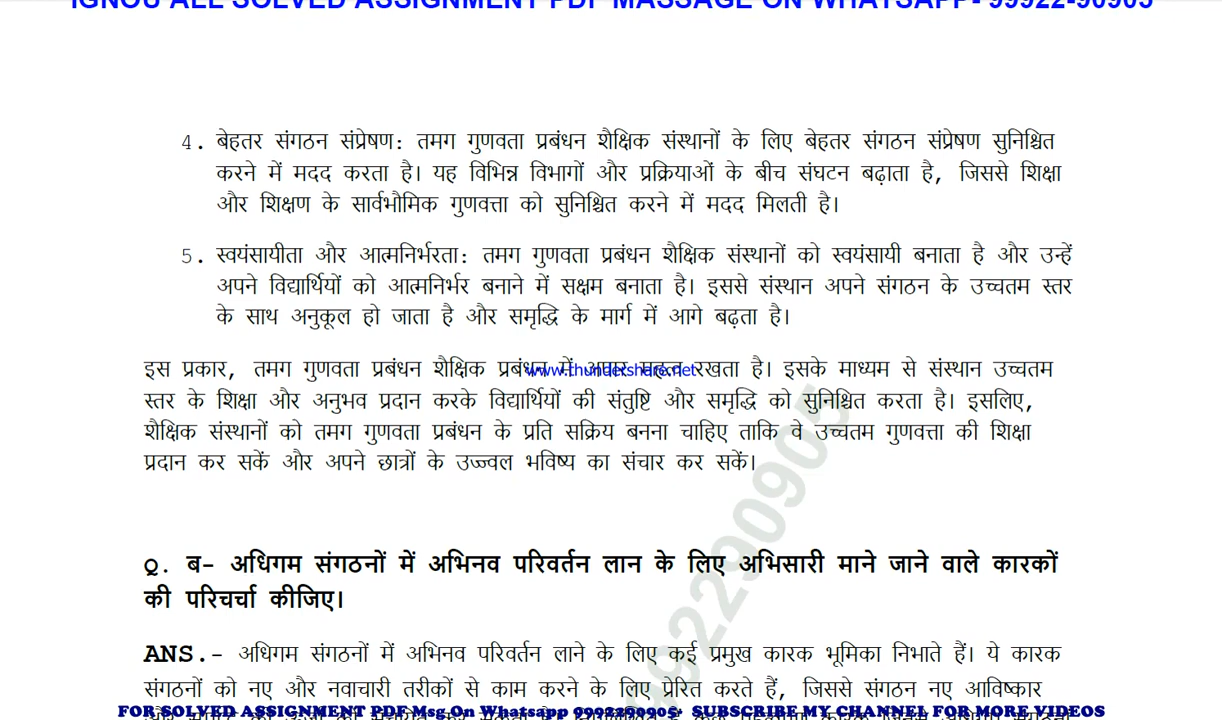 IGNOU ALL SOLVED ASSIGNMENT PDF MASSAGE ON WHATSAPP- 99922-90905
4. बेहतर संगठन संप्रेषण: तमग गुणवता प्रबंधन शैक्षिक संस्थानों के लिए बेहतर संगठन संप्रेषण सुनिश्चित
करने में मदद करता है। यह विभिन्न विभागों और प्रक्रियाओं के बीच संघटन बढ़ाता है, जिससे शिक्षा
और शिक्षण के सार्वभौमिक गुणवत्ता को सुनिश्चित करने में मदद मिलती है।
5. स्वयंसायीता और आत्मनिर्भरता: तमग गुणवता प्रबंधन शैक्षिक संस्थानों को स्वयंसायी बनाता है और उन्हें
अपने विद्यार्थियों को आत्मनिर्भर बनाने में सक्षम बनाता है। इससे संस्थान अपने संगठन के उच्चतम स्तर
के साथ अनुकूल हो जाता है और समृद्धि के मार्ग में आगे बढ़ता है।
इस प्रकार, तमग गुणवता प्रबंधन शैक्षिक प्रबंधन में रखता है। इसके माध्यम से संस्थान उच्चतम
www.thundershare.net
स्तर के शिक्षा और अनुभव प्रदान करके विद्यार्थियों की संतुष्टि और समृद्धि को सुनिश्चित करता है। इसलिए,
शैक्षिक संस्थानों को तमग गुणवता प्रबंधन के प्रति सक्रिय बनना चाहिए ताकि वे उच्चतम गुणवत्ता की शिक्षा
प्रदान कर सकें और अपने छात्रों के उज्ज्वल भविष्य का संचार कर सकें।
Q. ब- अधिगम संगठनों में अभिनव परिवर्तन लान के लिए अभिसारी माने जाने वाले कारकों
की परिचर्चा कीजिए।
ANS.- अधिगम संगठनों में अभिनव परिवर्तन लाने के लिए कई प्रमुख कारक भूमिका निभाते हैं। ये कारक
संगठनों को नए और नवाचारी तरीकों से काम करने के लिए प्रेरित करते हैं, जिससे संगठन नए आविष्कार
FOR SOLVED ASSIGNMENT PDF Msg On Whatsapp 9992290905· SUBSCRIBE MY CHANNEL FOR MORE VIDEOS